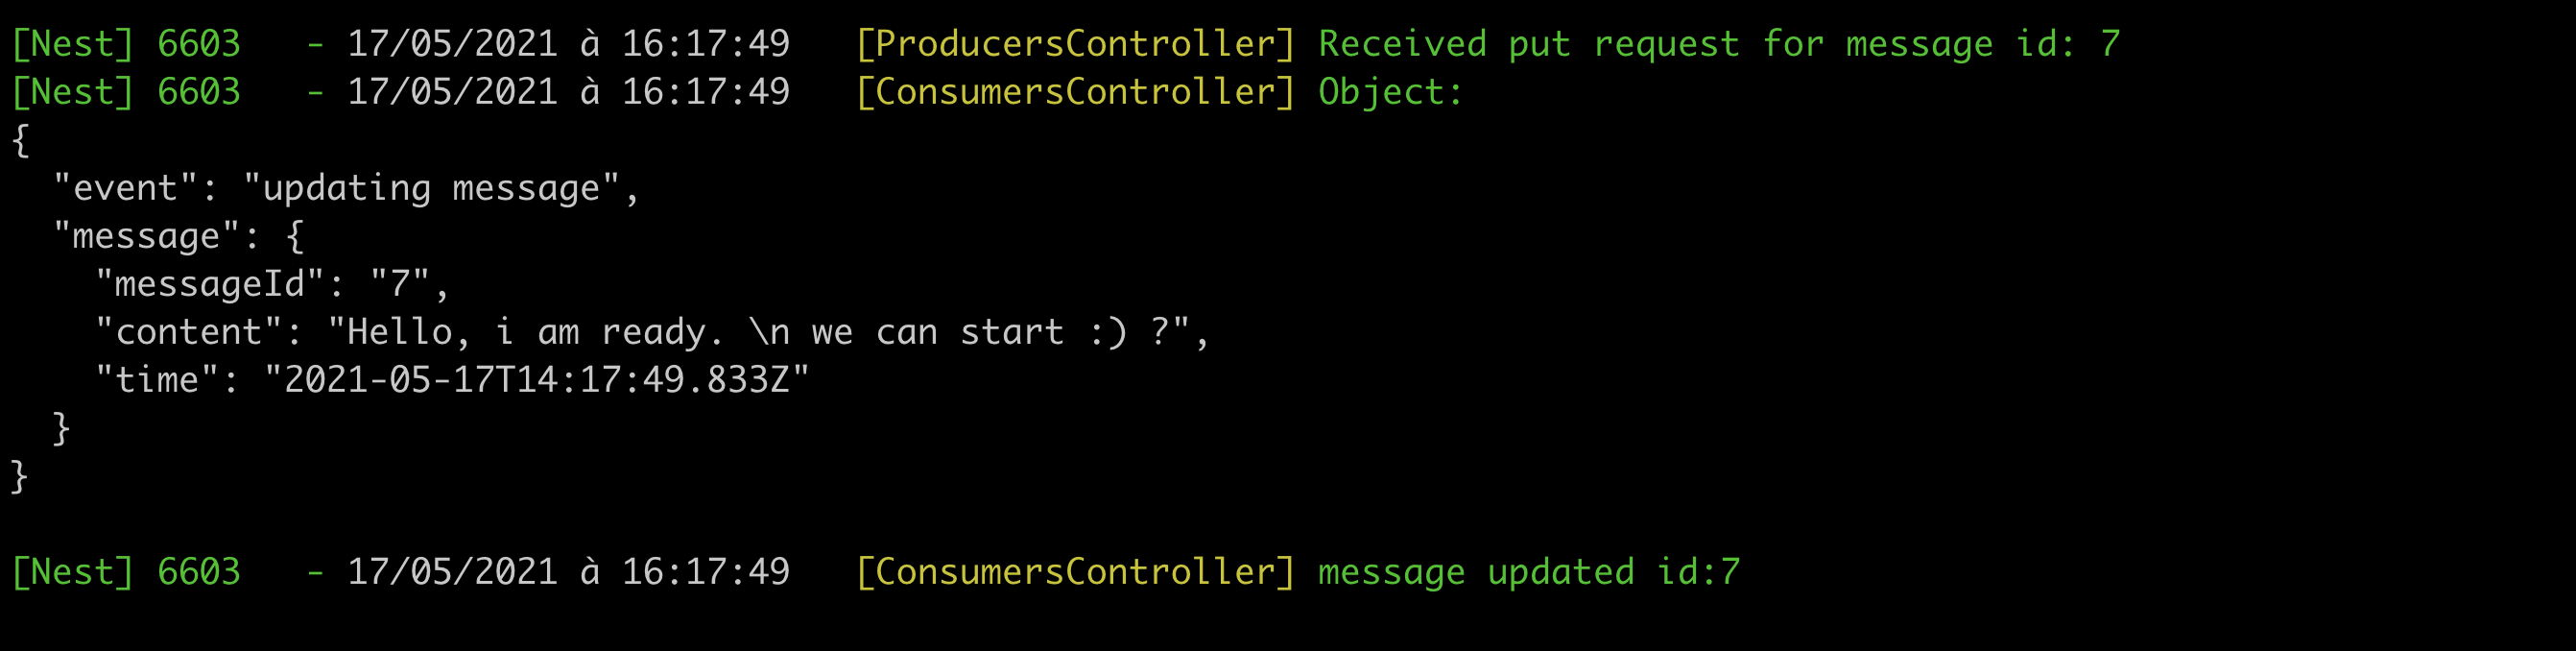 [Nest] 6603   - 17/05/2021 à 16:17:49   [ProducersController] Received put request for message id: 7
[Nest] 6603   - 17/05/2021 à 16:17:49   [ConsumersController] Object:
{
  "event": "updating message",
  "message": {
    "messageId": "7",
    "content": "Hello, i am ready. \n we can start :) ?",
    "time": "2021-05-17T14:17:49.833Z"
  }
}

[Nest] 6603   - 17/05/2021 à 16:17:49   [ConsumersController] message updated id:7